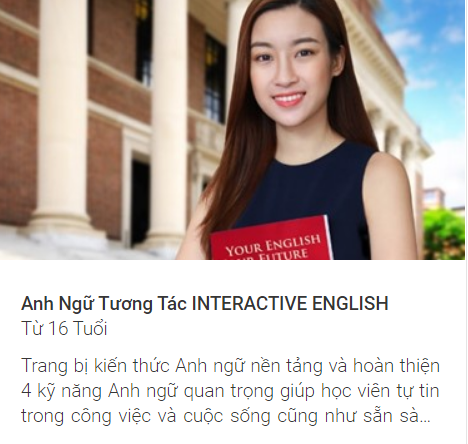 YOUR ENGLISH
FUTURE
Anh Ngữ Tương Tác INTERACTIVE ENGLISH
Từ 16 Tuổi
Trang bị kiến thức Anh ngữ nền tảng và hoàn thiện
4 kỹ năng Anh ngữ quan trọng giúp học viên tự tin
trong công việc và cuộc sống cũng như sẵn sà...